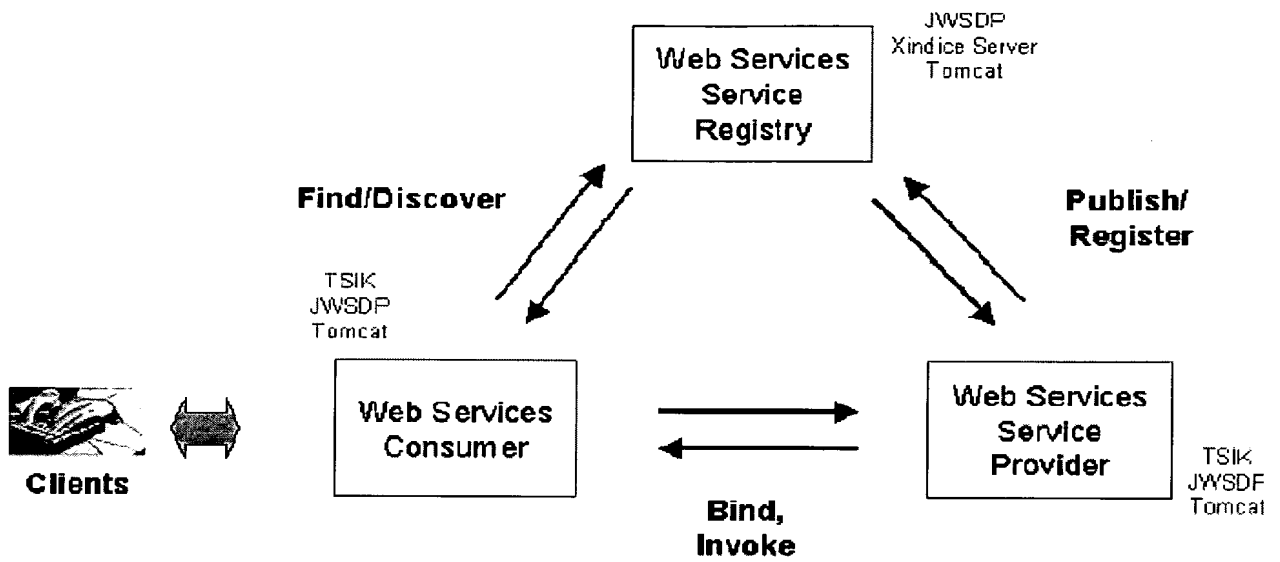 JWSDP
Xindice Server
Tomcat
Web Services
Service
Registry
Find/Discover
Publish/
Register
TSIK
JWSDP
Tomcat
Web Services
Consumer
Web Services
Service
Provider
TSIK
JWSDP
Tomcat
Clients
Bind,
Invoke